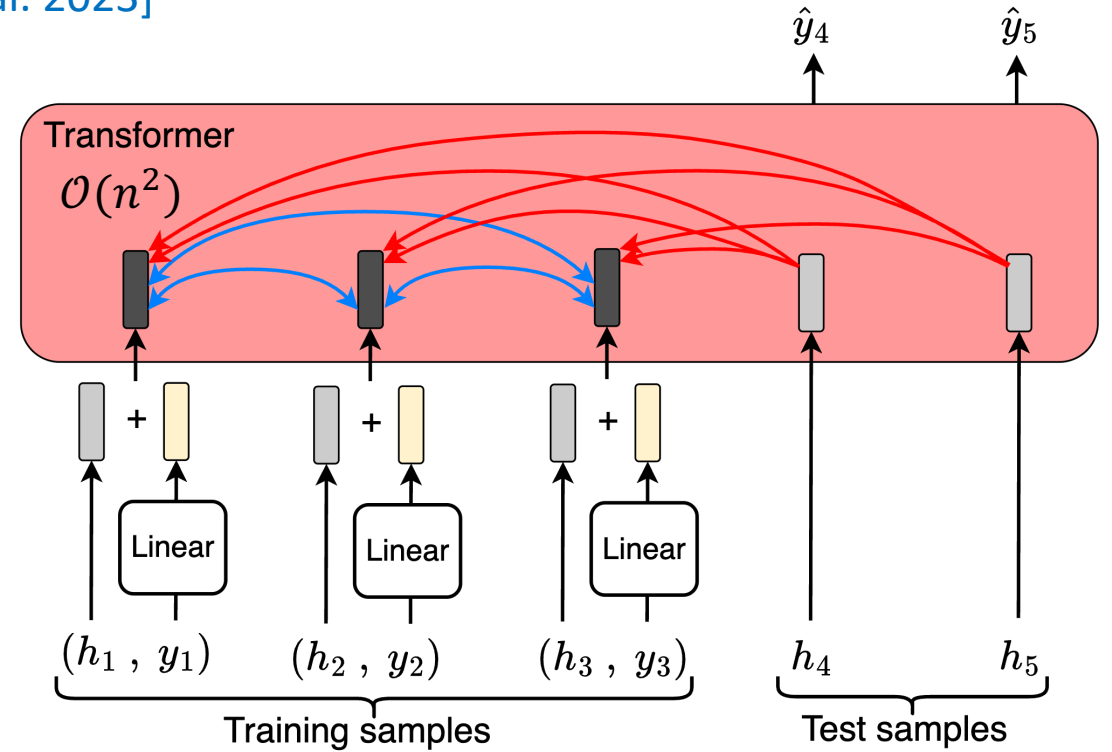 2023]
ŷ4 ŷ5
Transformer
𝒪(n²)
+ + +
Linear Linear Linear
(h1 , y1) (h2 , y2) (h3 , y3) h4 h5
Training samples Test samples